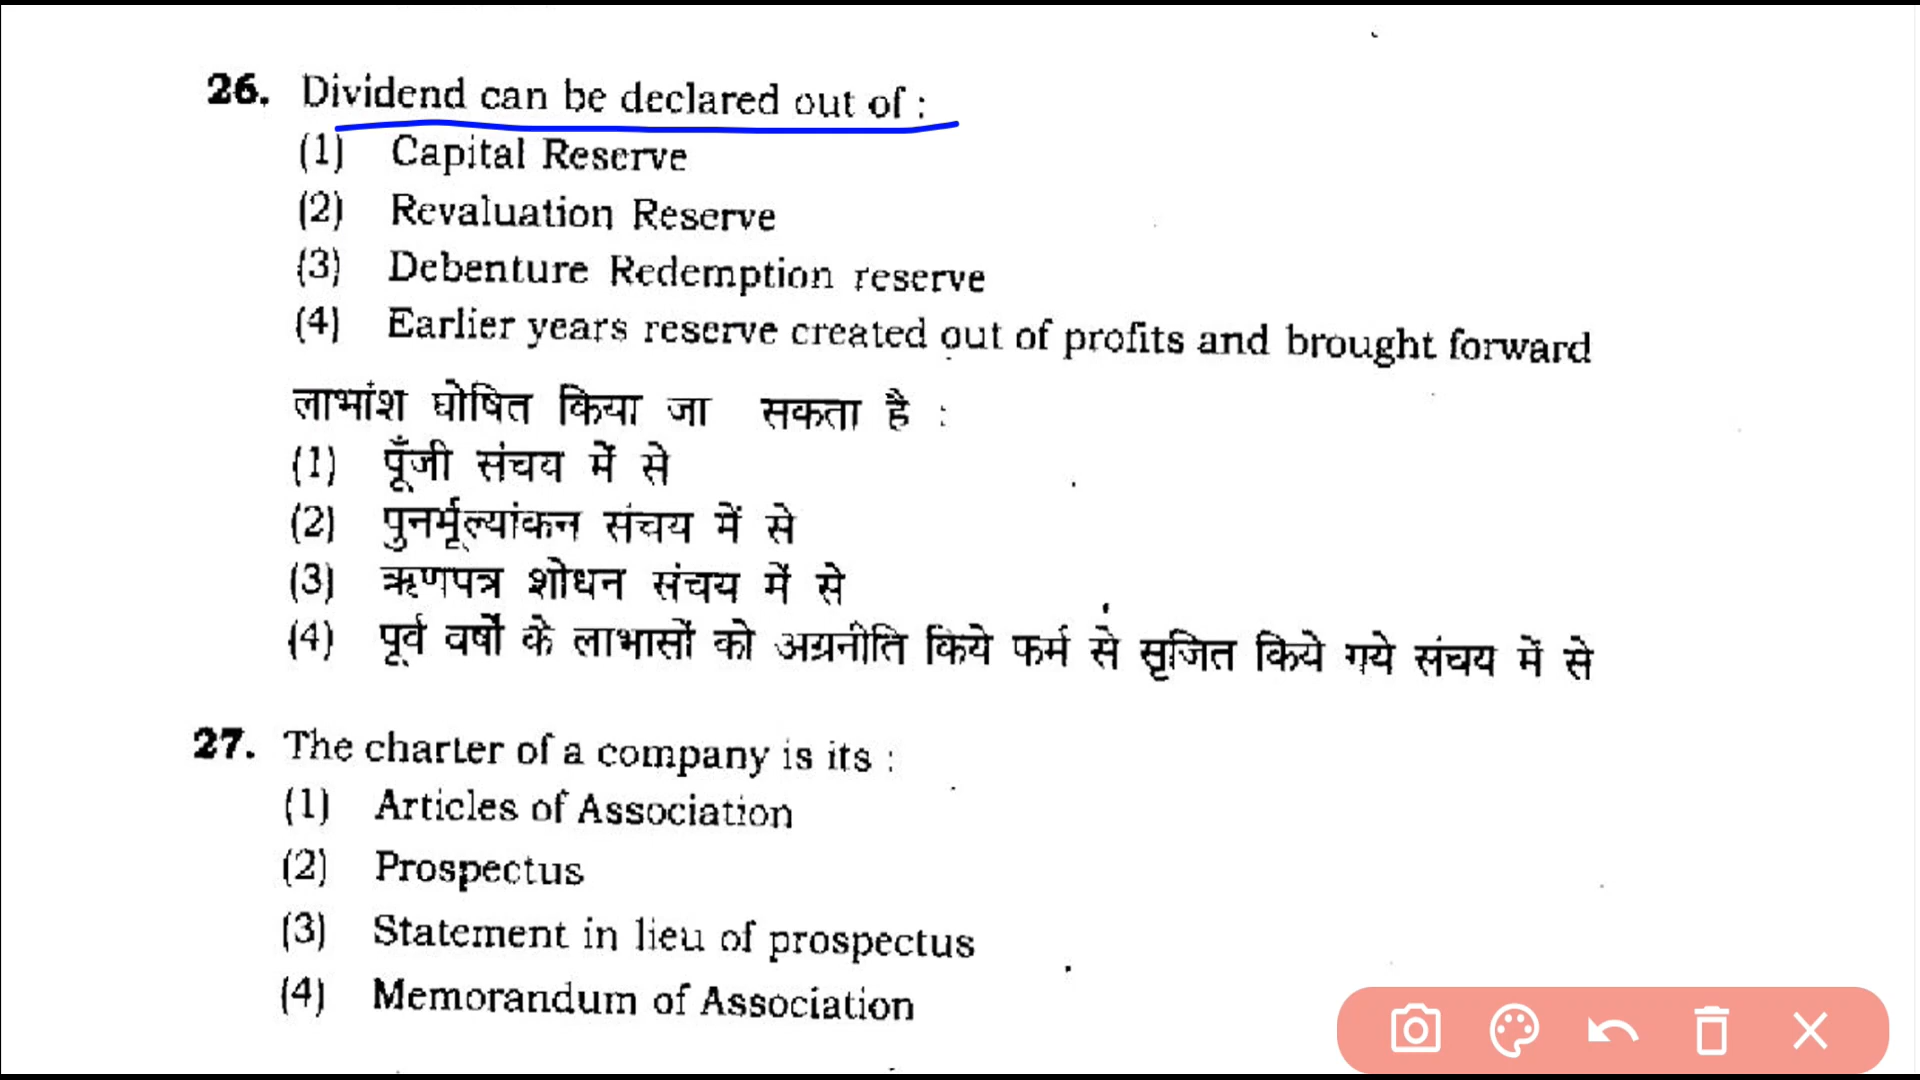 26. Dividend can be declared out of :
(1) Capital Reserve
(2) Revaluation Reserve
(3) Debenture Redemption reserve
(4) Earlier years reserve created out of profits and brought forward
लाभांश घोषित किया जा सकता है :
(1) पूँजी संचय में से
(2) पुनर्मूल्यांकन संचय में से
(3) ऋणपत्र शोधन संचय में से
(4) पूर्व वर्षों के लाभासों को अग्रनीति किये फर्म से सृजित किये गये संचय में से
27. The charter of a company is its :
(1) Articles of Association
(2) Prospectus
(3) Statement in lieu of prospectus
(4) Memorandum of Association